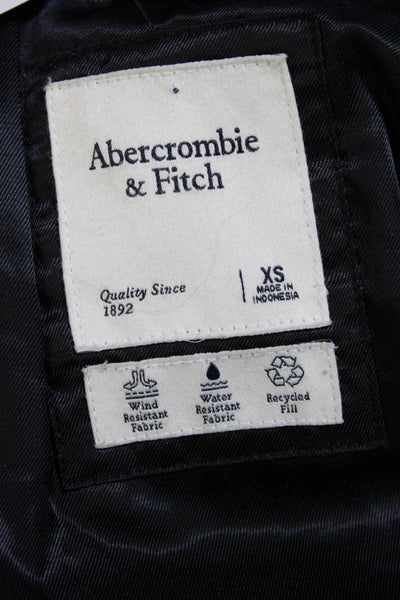 Abercrombie
& Fitch
Quality Since
1892
XS
MADE IN
INDONESIA
Wind
Resistant
Fabric
Water
Resistant
Fabric
Recycled
Fill